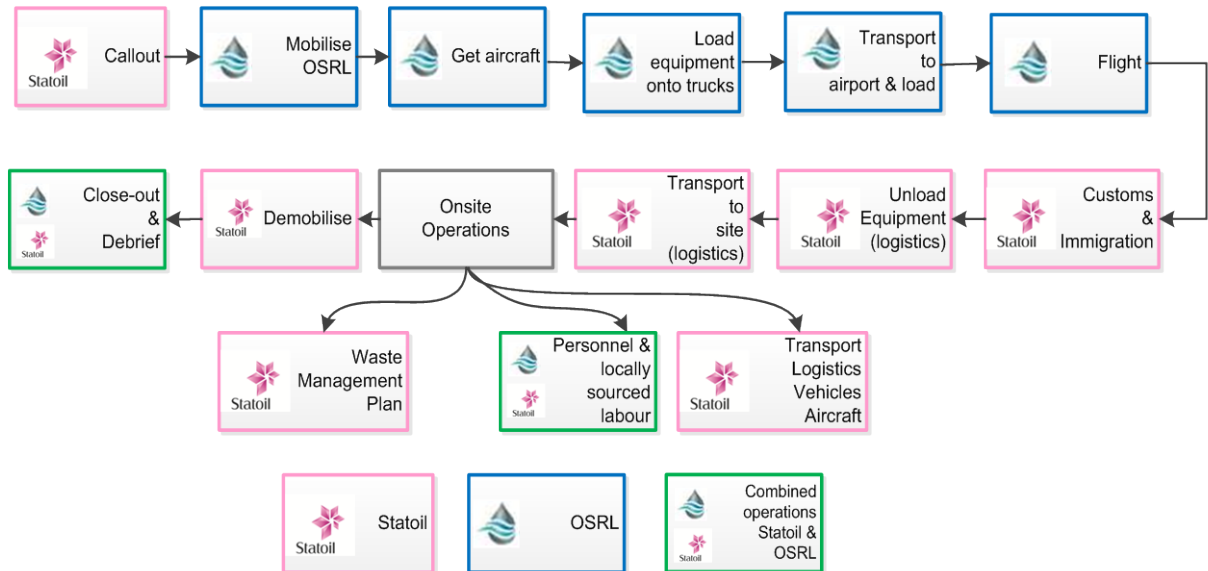 Statoil
Callout
Mobilise
OSRL
Get aircraft
Load
equipment
onto trucks
Transport
to
airport & load
Flight
Statoil
Close-out
&
Debrief
Statoil
Demobilise
Onsite
Operations
Statoil
Transport
to
site
(logistics)
Statoil
Unload
Equipment
(logistics)
Statoil
Customs
&
Immigration
Statoil
Waste
Management
Plan
Statoil
Personnel &
locally
sourced
labour
Statoil
Transport
Logistics
Vehicles
Aircraft
Statoil
Statoil
OSRL
Statoil
Combined
operations
Statoil &
OSRL